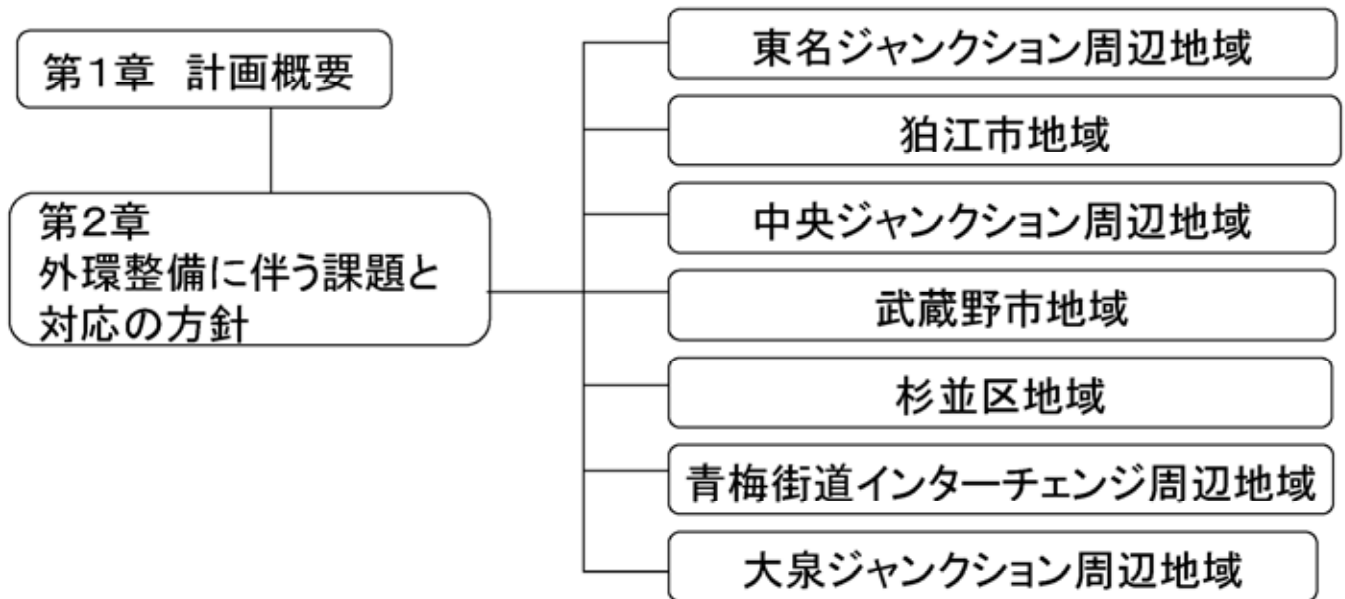 第１章　計画概要
第２章
外環整備に伴う課題と
対応の方針
東名ジャンクション周辺地域
狛江市地域
中央ジャンクション周辺地域
武蔵野市地域
杉並区地域
青梅街道インターチェンジ周辺地域
大泉ジャンクション周辺地域